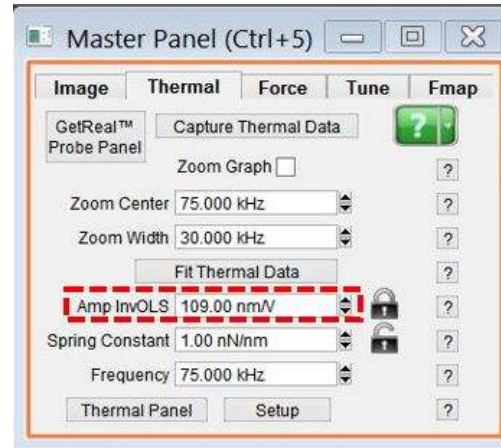 Master Panel (Ctrl+5)
Image Thermal Force Tune Fmap
GetReal™ Probe Panel Capture Thermal Data ?
Zoom Graph ?
Zoom Center 75.000 kHz ?
Zoom Width 30.000 kHz ?
Fit Thermal Data ?
Amp InvOLS 109.00 nm/V ?
Spring Constant 1.00 nN/nm ?
Frequency 75.000 kHz ?
Thermal Panel Setup ?